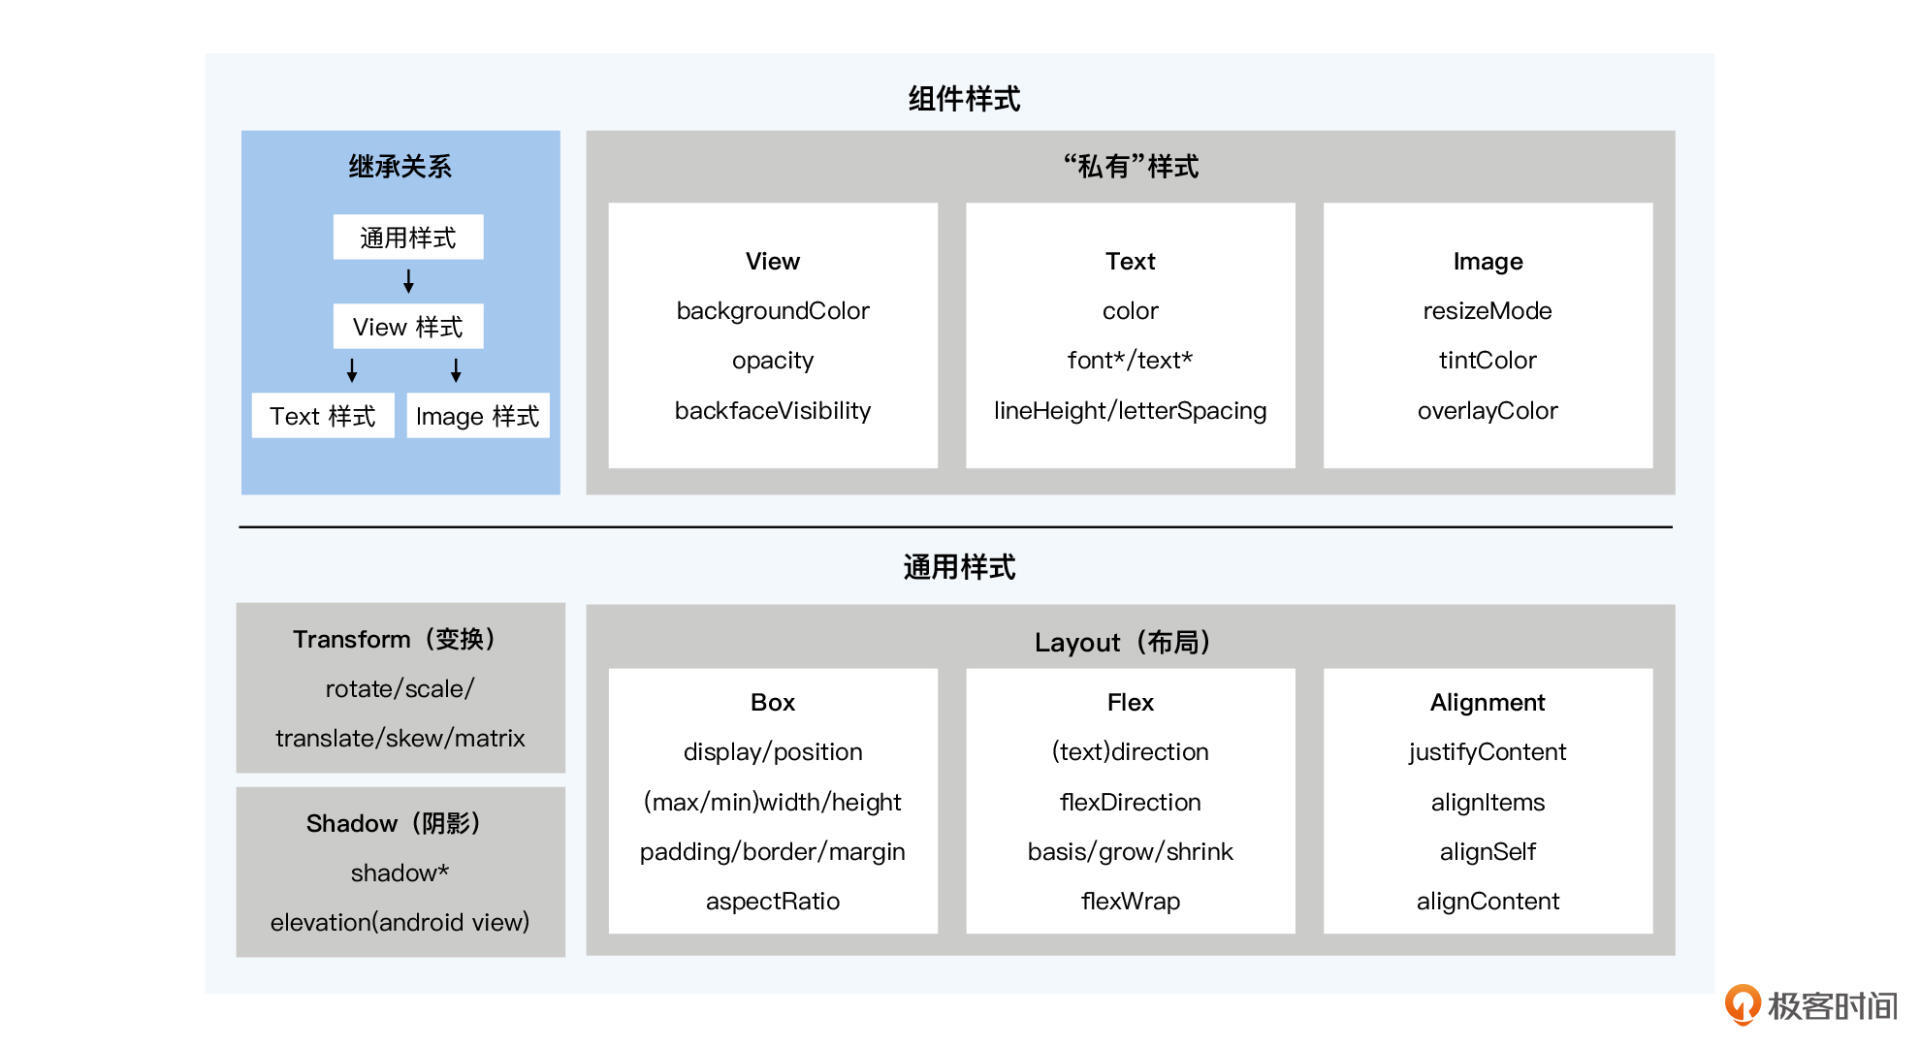 组件样式
继承关系
通用样式
View 样式
Text 样式
Image 样式
“私有”样式
View
backgroundColor
opacity
backfaceVisibility
Text
color
font*/text*
lineHeight/letterSpacing
Image
resizeMode
tintColor
overlayColor
通用样式
Transform（变换）
rotate/scale/
translate/skew/matrix
Shadow（阴影）
shadow*
elevation(android view)
Layout（布局）
Box
display/position
(max/min)width/height
padding/border/margin
aspectRatio
Flex
(text)direction
flexDirection
basis/grow/shrink
flexWrap
Alignment
justifyContent
alignItems
alignSelf
alignContent
极客时间